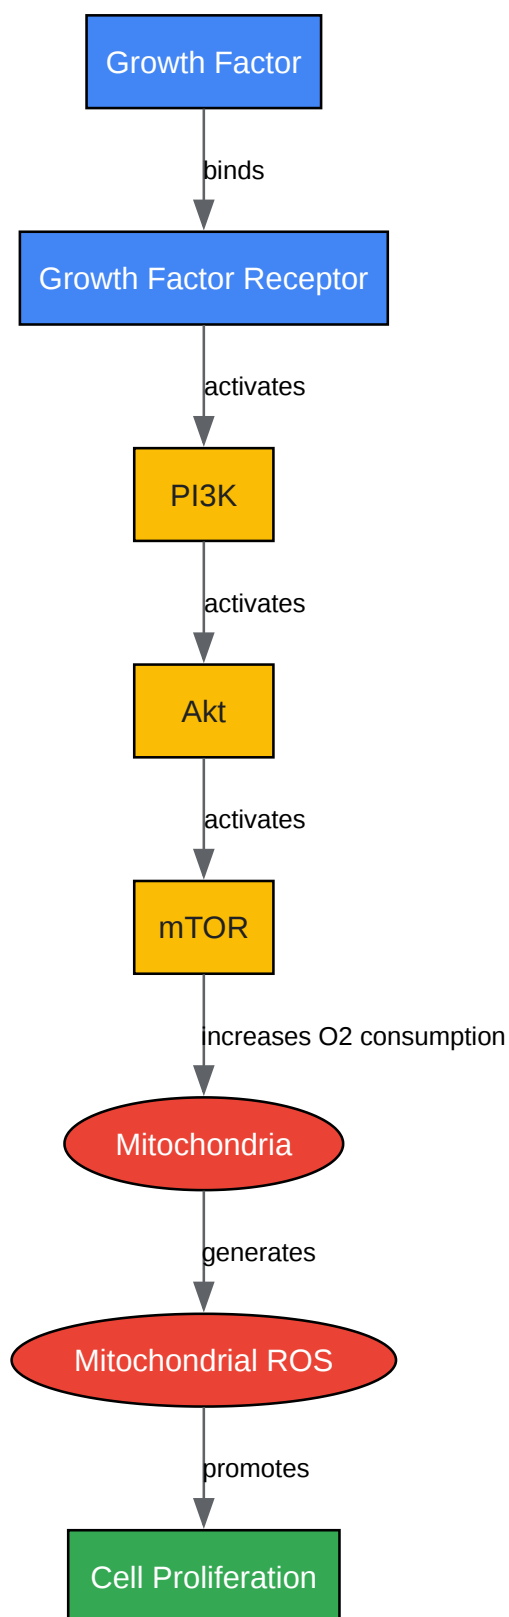 Growth Factor
binds
Growth Factor Receptor
activates
PI3K
activates
Akt
activates
mTOR
increases O2 consumption
Mitochondria
generates
Mitochondrial ROS
promotes
Cell Proliferation